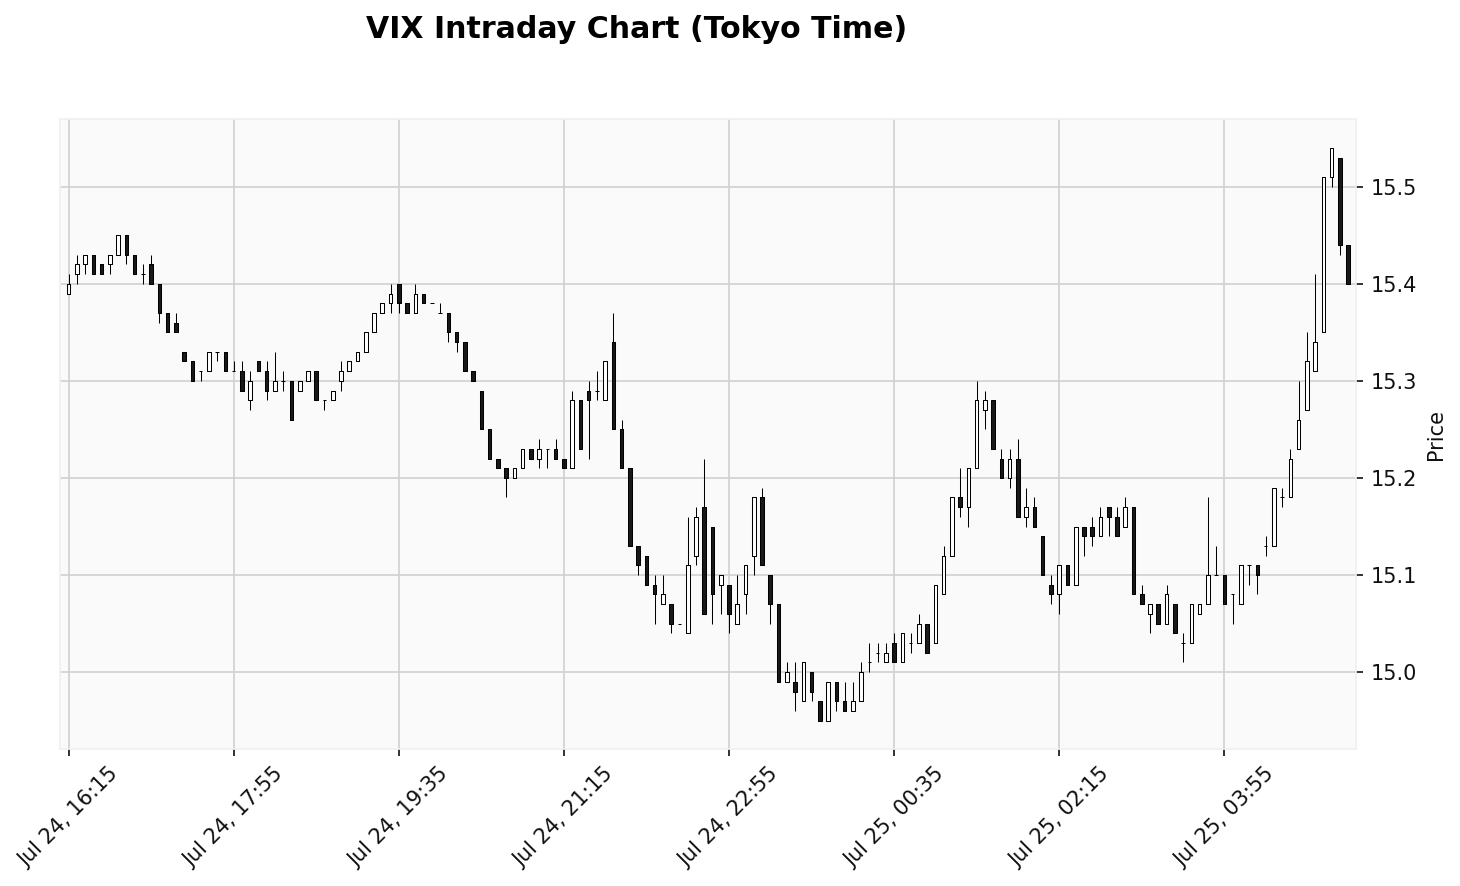 VIX Intraday Chart (Tokyo Time)
15.5
15.4
15.3
15.2
15.1
15.0
Price
Jul 24, 16:15
Jul 24, 17:55
Jul 24, 19:35
Jul 24, 21:15
Jul 24, 22:55
Jul 25, 00:35
Jul 25, 02:15
Jul 25, 03:55